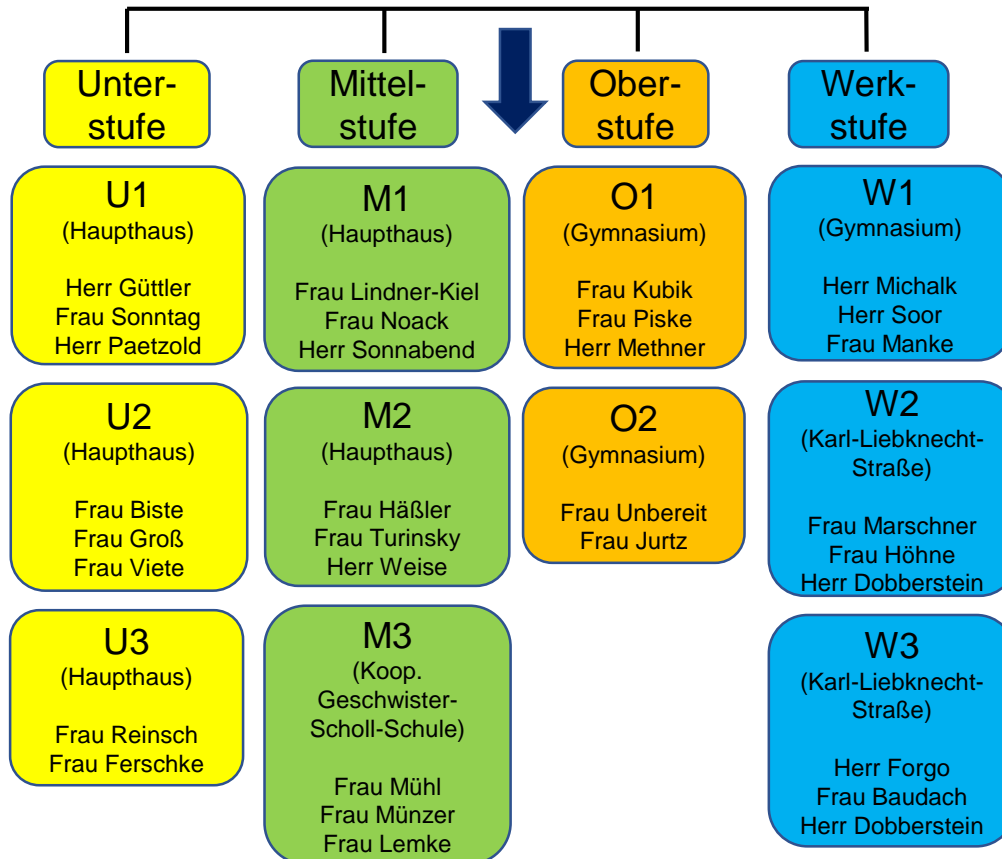 Unter-
stufe
U1
(Haupthaus)
Herr Güttler
Frau Sonntag
Herr Paetzold
U2
(Haupthaus)
Frau Biste
Frau Groß
Frau Viete
U3
(Haupthaus)
Frau Reinsch
Frau Ferschke
Mittel-
stufe
M1
(Haupthaus)
Frau Lindner-Kiel
Frau Noack
Herr Sonnabend
M2
(Haupthaus)
Frau Häßler
Frau Turinsky
Herr Weise
M3
(Koop.
Geschwister-
Scholl-Schule)
Frau Mühl
Frau Münzer
Frau Lemke
Ober-
stufe
O1
(Gymnasium)
Frau Kubik
Frau Piske
Herr Methner
O2
(Gymnasium)
Frau Unbereit
Frau Jurtz
Werk-
stufe
W1
(Gymnasium)
Herr Michalk
Herr Soor
Frau Manke
W2
(Karl-Liebknecht-
Straße)
Frau Marschner
Frau Höhne
Herr Dobberstein
W3
(Karl-Liebknecht-
Straße)
Herr Forgo
Frau Baudach
Herr Dobberstein